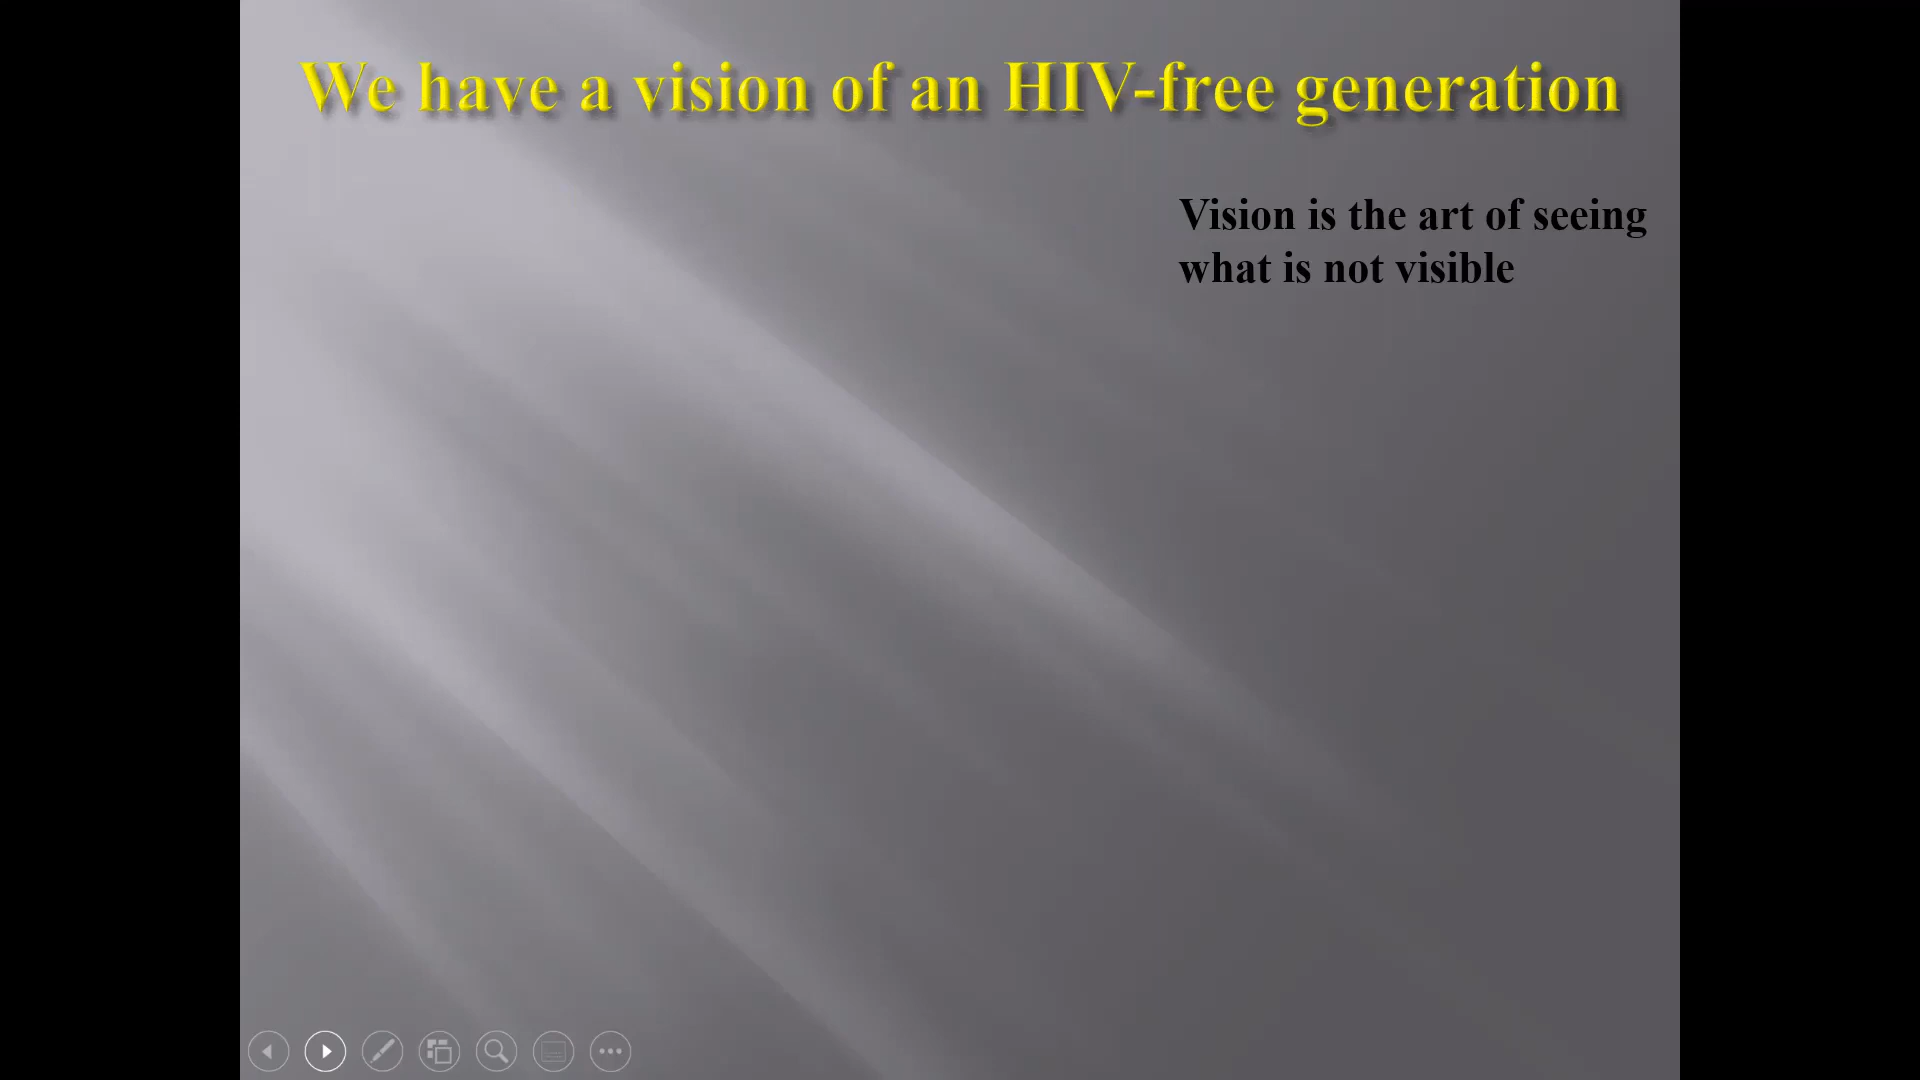 We have a vision of an HIV-free generation
Vision is the art of seeing
what is not visible